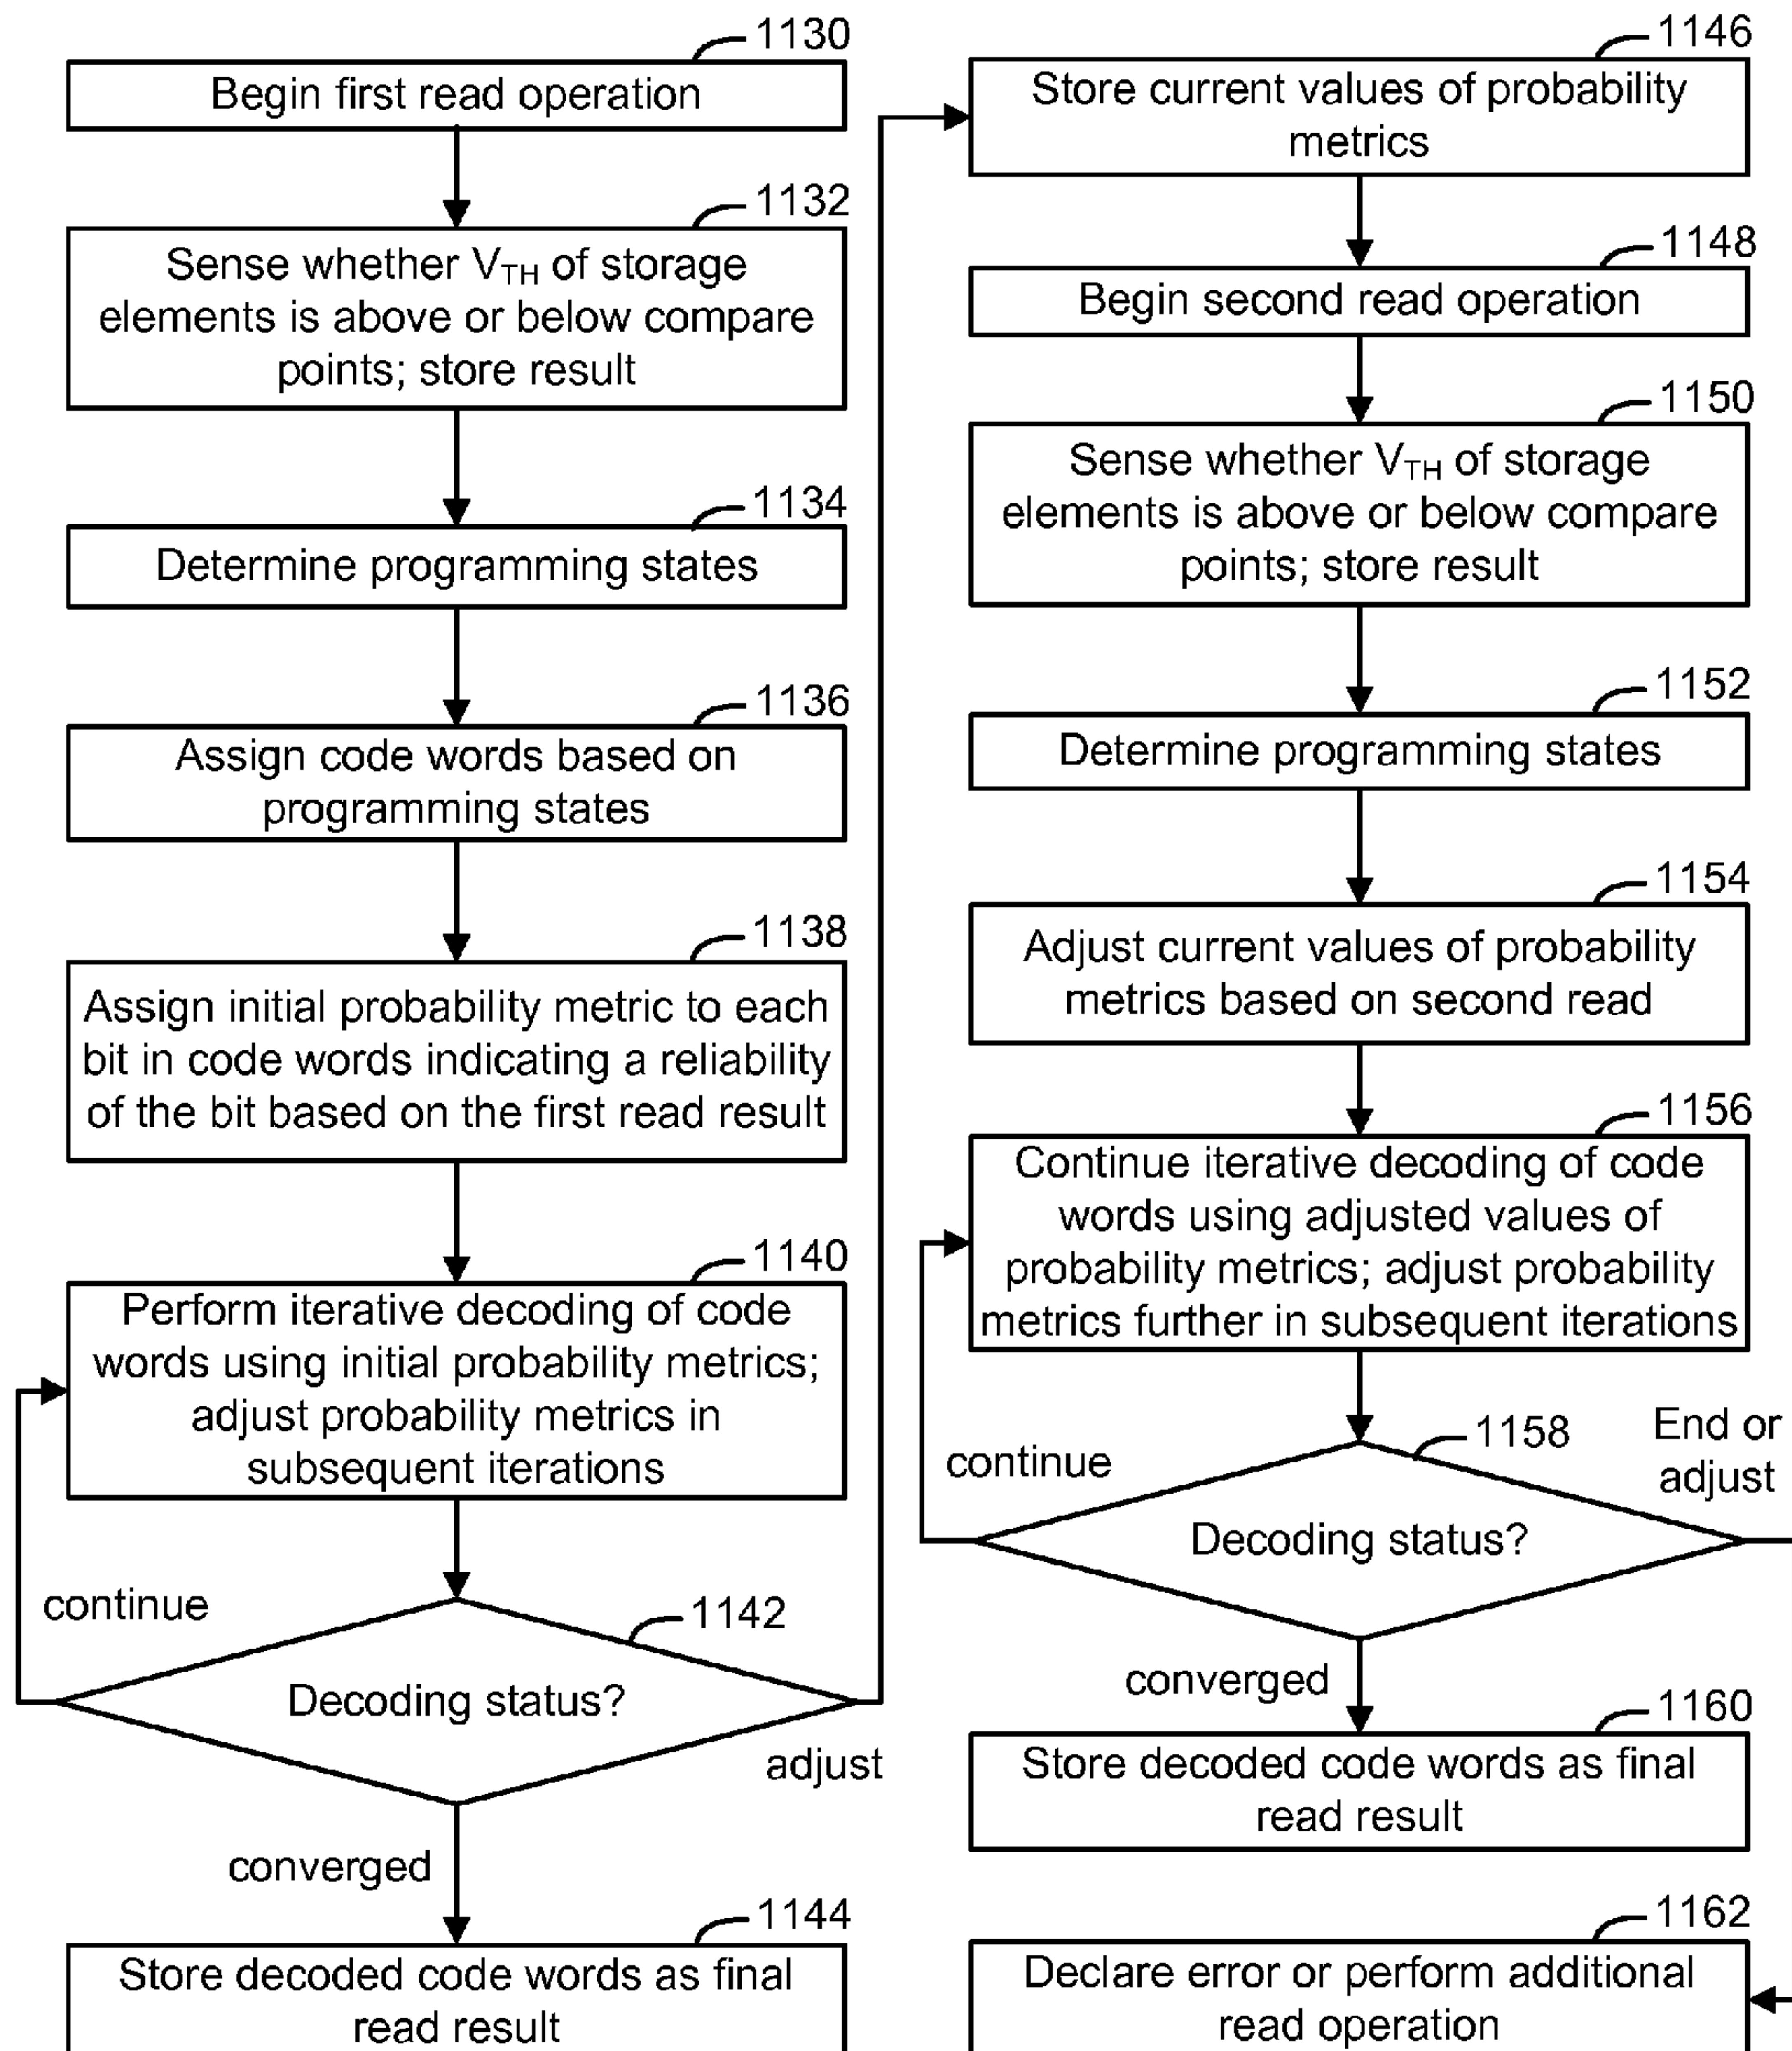 1130
Begin first read operation
1132
Sense whether VTH of storage
elements is above or below compare
points; store result
1134
Determine programming states
1136
Assign code words based on
programming states
1138
Assign initial probability metric to each
bit in code words indicating a reliability
of the bit based on the first read result
1140
Perform iterative decoding of code
words using initial probability metrics;
adjust probability metrics in
subsequent iterations
continue
1142
Decoding status?
adjust
converged
1144
Store decoded code words as final
read result
1146
Store current values of probability
metrics
1148
Begin second read operation
1150
Sense whether VTH of storage
elements is above or below compare
points; store result
1152
Determine programming states
1154
Adjust current values of probability
metrics based on second read
1156
Continue iterative decoding of code
words using adjusted values of
probability metrics; adjust probability
metrics further in subsequent iterations
continue
1158
End or
adjust
Decoding status?
converged
1160
Store decoded code words as final
read result
1162
Declare error or perform additional
read operation